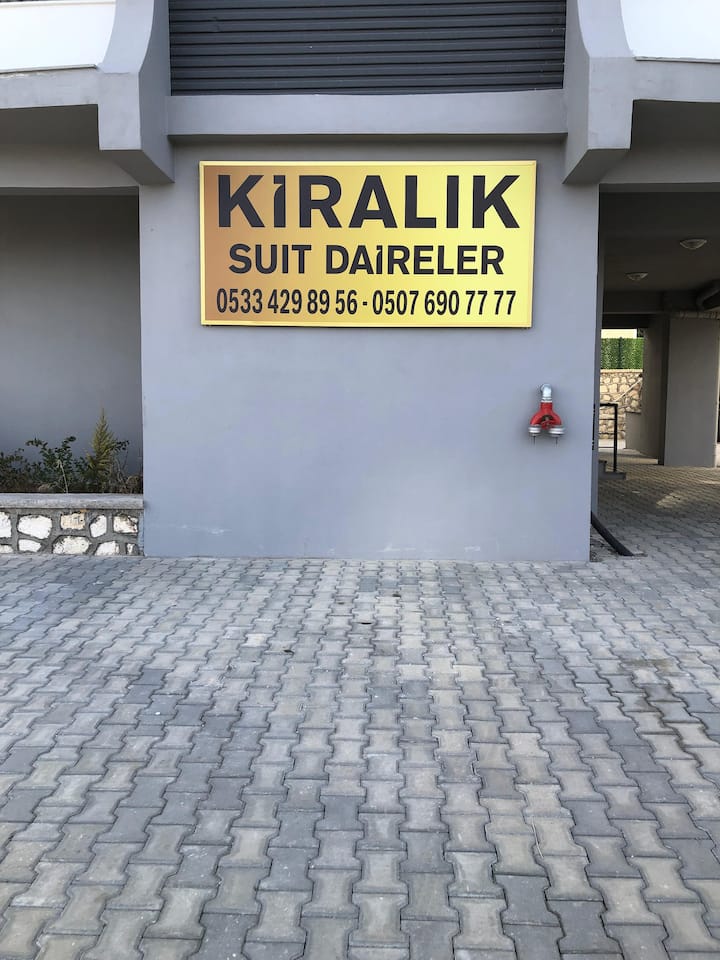 KİRALIK
SUIT DAİRELER
0533 429 89 56 - 0507 690 77 77